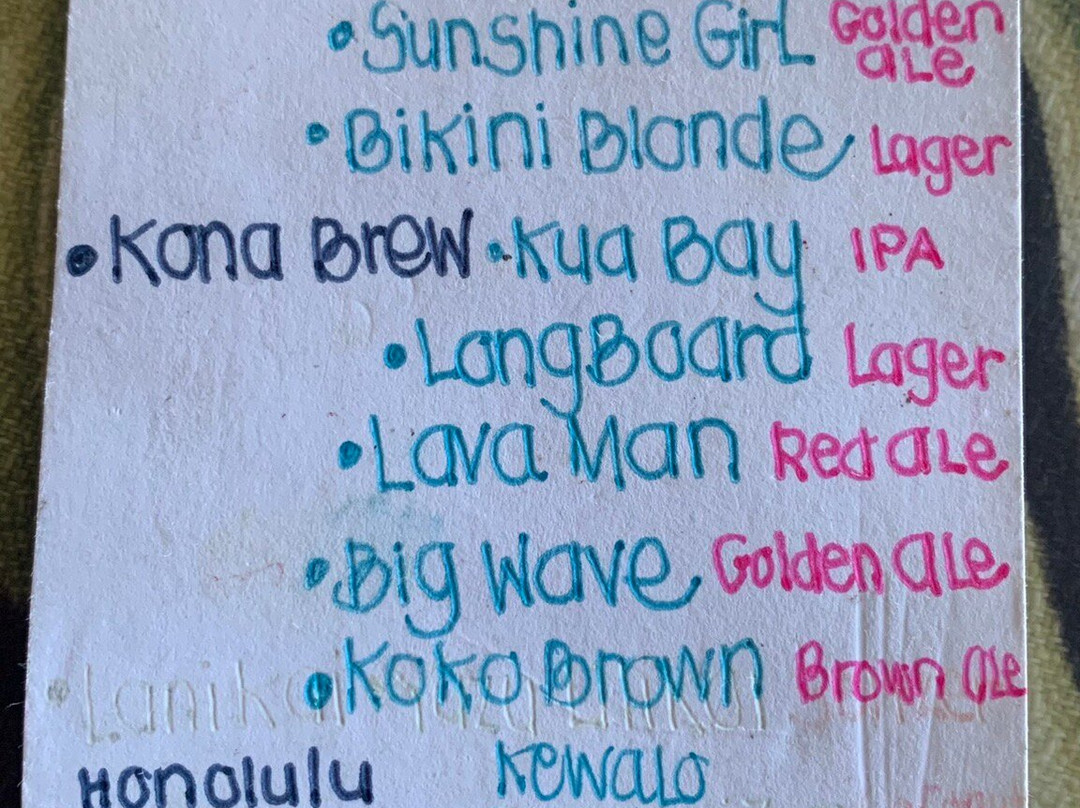 • Sunshine Girl Golden ale
• Bikini Blonde Lager
• Kona Brew • Kua Bay IPA
• LongBoard Lager
• Lava Man Red ale
• Big Wave Golden ale
• Koko Brown Brown ale
• Lanikai
Honolulu Kewalo